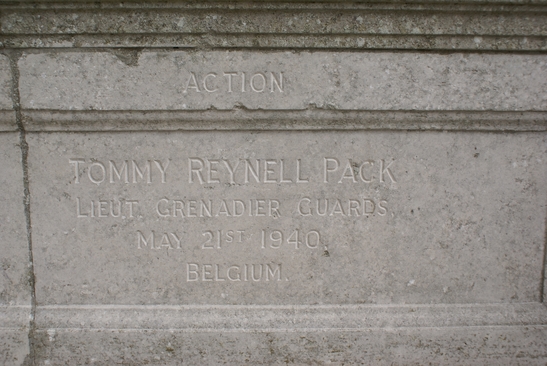 ACTION
TOMMY REYNELL PACK
LIEUT. GRENADIER GUARDS.
MAY 21ST 1940.
BELGIUM.